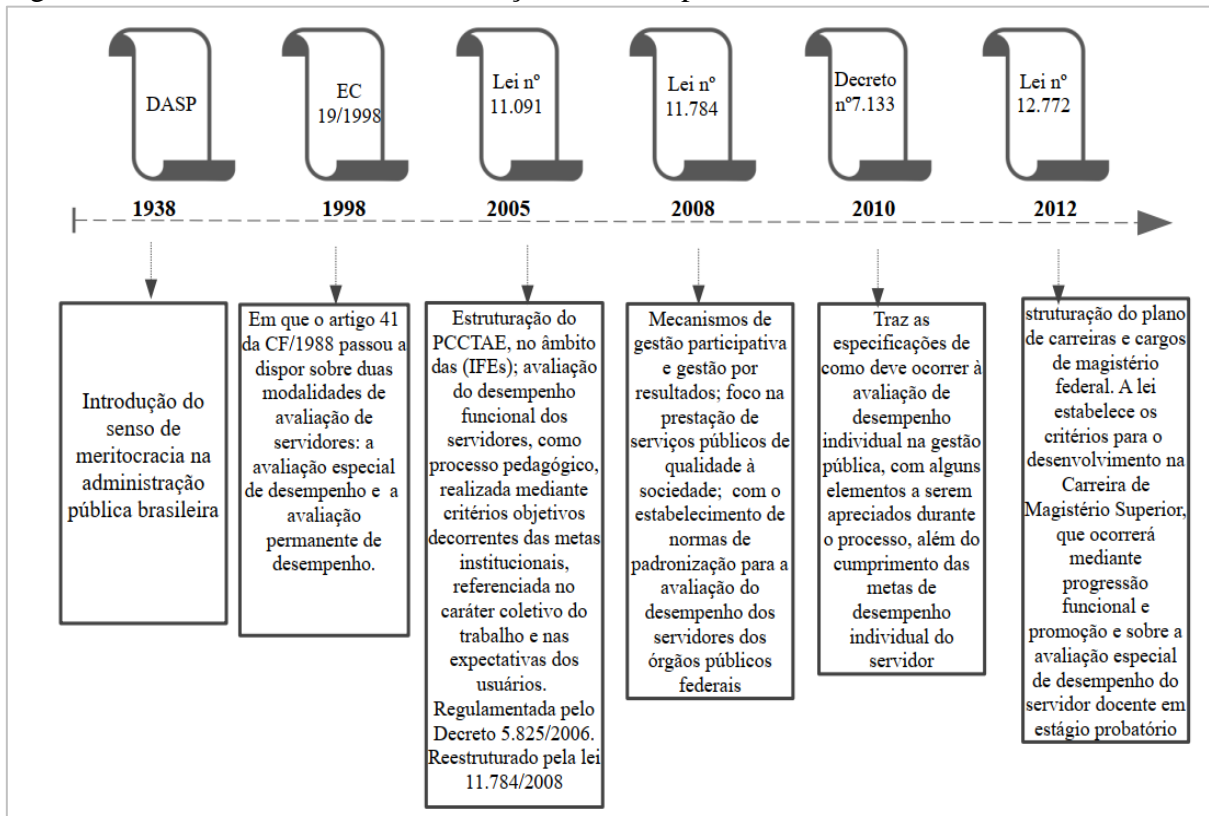 DASP
EC
19/1998
Lei nº
11.091
Lei nº
11.784
Decreto
nº7.133
Lei nº
12.772
1938
1998
2005
2008
2010
2012
Introdução do
senso de
meritocracia na
administração
pública brasileira
Em que o artigo 41
da CF/1988 passou a
dispor sobre duas
modalidades de
avaliação de
servidores: a
avaliação especial
de desempenho e a
avaliação
permanente de
desempenho.
Estruturação do
PCCTAE, no âmbito
das (IFEs); avaliação
do desempenho
funcional dos
servidores, como
processo pedagógico,
realizada mediante
critérios objetivos
decorrentes das metas
institucionais,
referenciada no
caráter coletivo do
trabalho e nas
expectativas dos
usuários.
Regulamentada pelo
Decreto 5.825/2006.
Reestruturado pela lei
11.784/2008
Mecanismos de
gestão participativa
e gestão por
resultados; foco na
prestação de
serviços públicos de
qualidade à
sociedade; com o
estabelecimento de
normas de
padronização para a
avaliação do
desempenho dos
servidores dos
órgãos públicos
federais
Traz as
especificações de
como deve ocorrer à
avaliação de
desempenho
individual na gestão
pública, com alguns
elementos a serem
apreciados durante
o processo, além do
cumprimento das
metas de
desempenho
individual do
servidor
struturação do plano
de carreiras e cargos
de magistério
federal. A lei
estabelece os
critérios para o
desenvolvimento na
Carreira de
Magistério Superior,
que ocorrerá
mediante
progressão
funcional e
promoção e sobre a
avaliação especial
de desempenho do
servidor docente em
estágio probatório